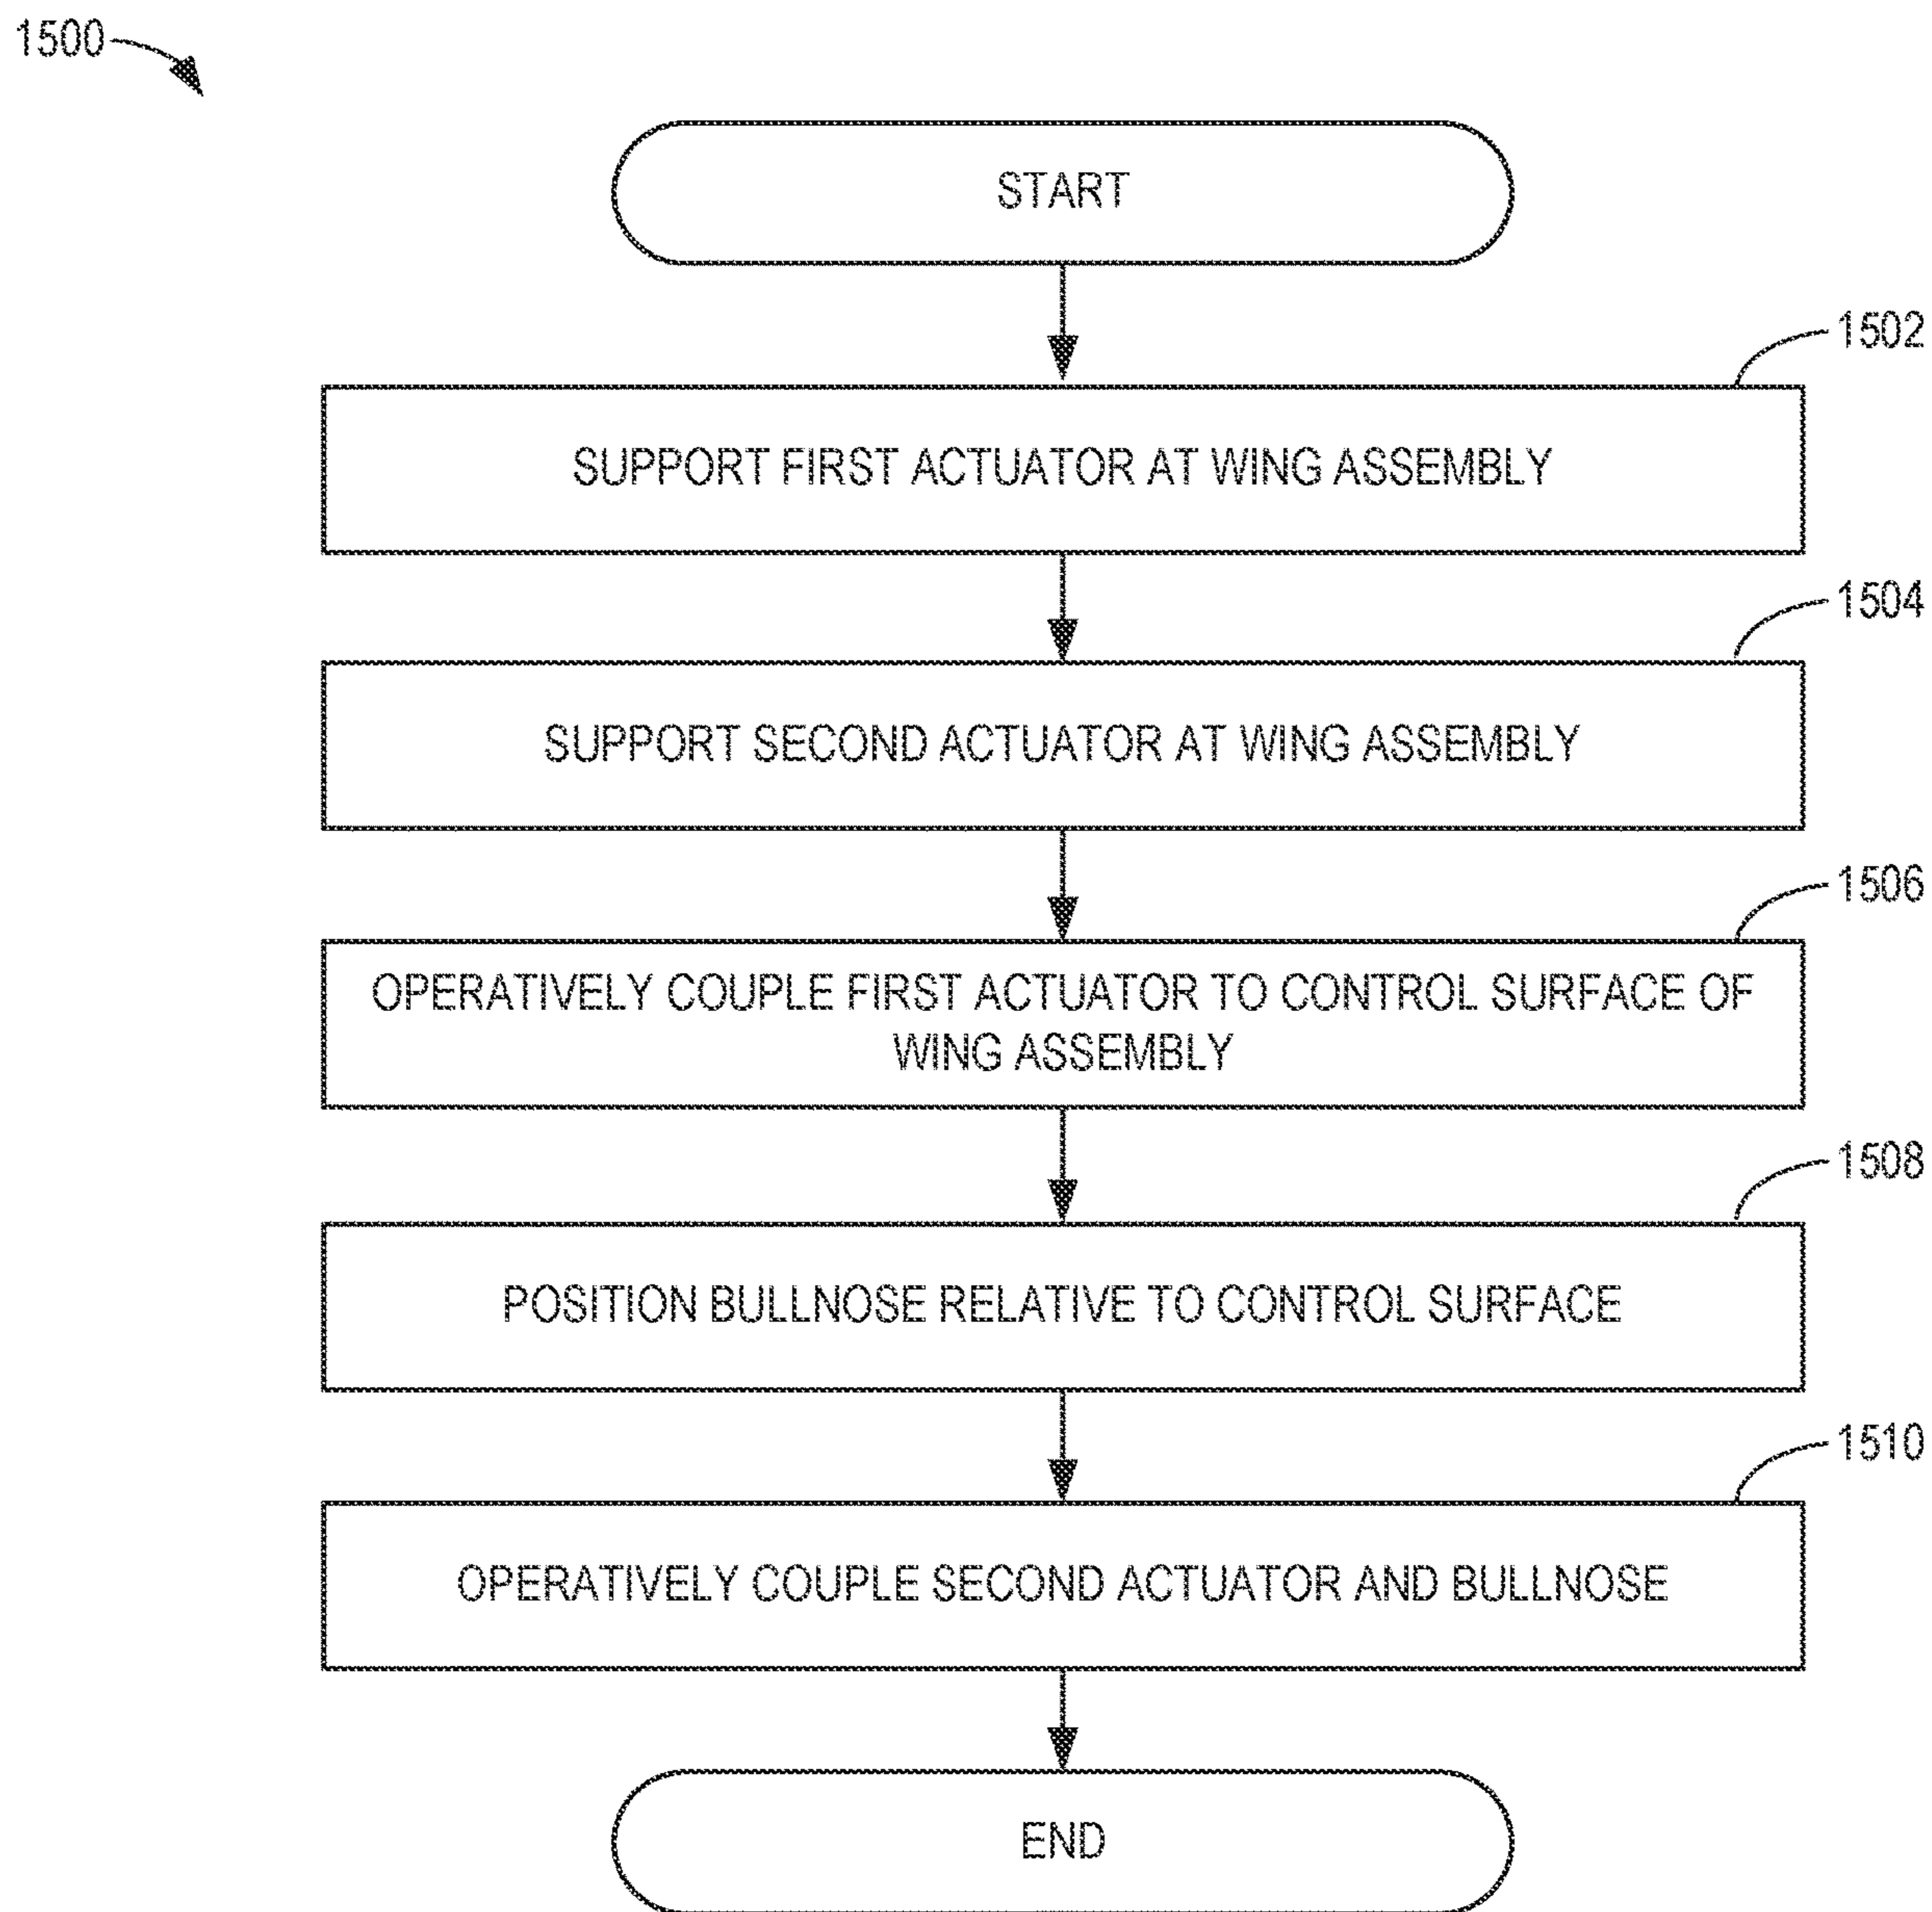 1500
START
1502
SUPPORT FIRST ACTUATOR AT WING ASSEMBLY
1504
SUPPORT SECOND ACTUATOR AT WING ASSEMBLY
1506
OPERATIVELY COUPLE FIRST ACTUATOR TO CONTROL SURFACE OF
WING ASSEMBLY
1508
POSITION BULLNOSE RELATIVE TO CONTROL SURFACE
1510
OPERATIVELY COUPLE SECOND ACTUATOR AND BULLNOSE
END